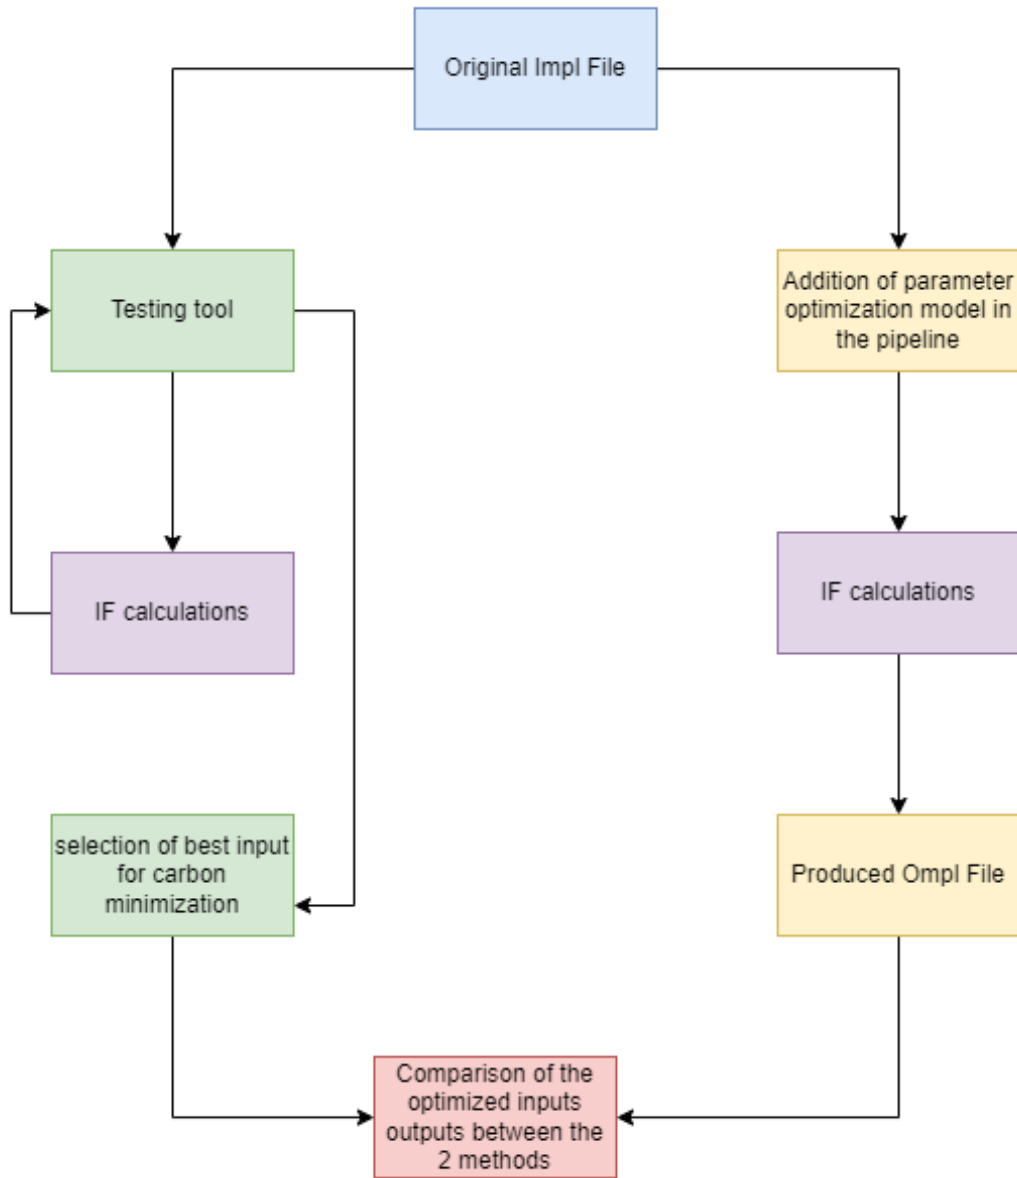 Original Impl File
Testing tool
Addition of parameter
optimization model in
the pipeline
IF calculations
IF calculations
selection of best input
for carbon
minimization
Produced Ompl File
Comparison of the
optimized inputs
outputs between the
2 methods